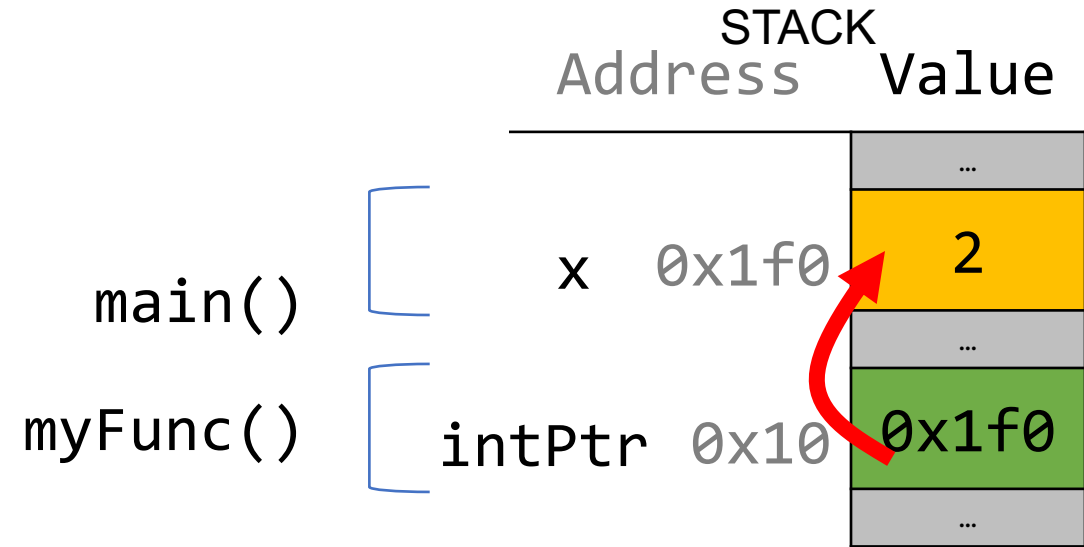 STACK
Address Value
…
x 0x1f0 2
main()
…
myFunc() intPtr 0x10 0x1f0
…